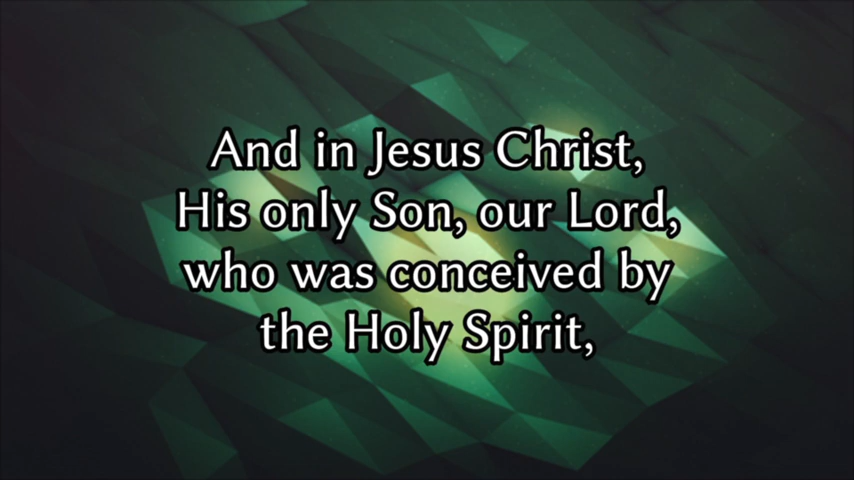 And in Jesus Christ,
His only Son, our Lord,
who was conceived by
the Holy Spirit,